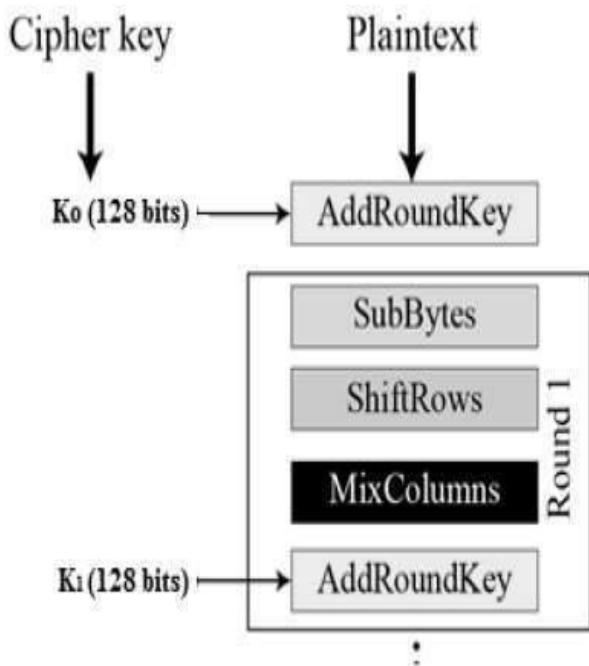 Cipher key
Plaintext
K0 (128 bits)
AddRoundKey
SubBytes
ShiftRows
MixColumns
Round 1
K1 (128 bits)
AddRoundKey